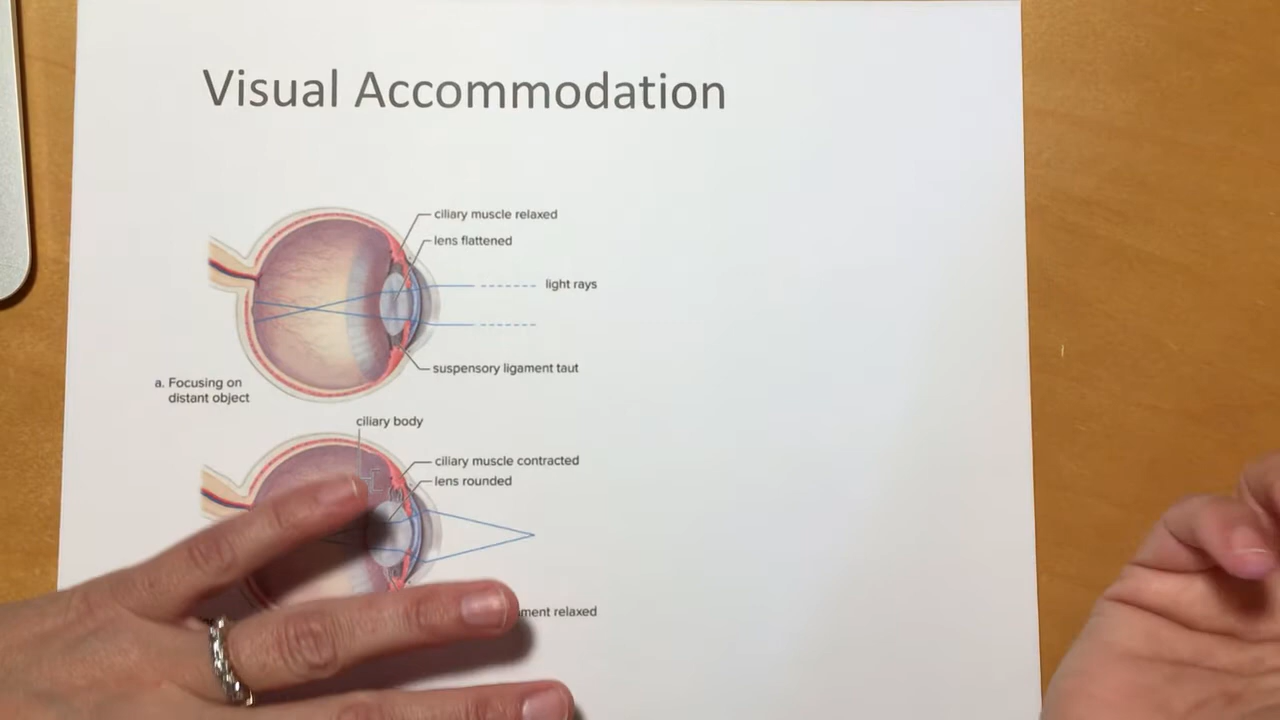 Visual Accommodation
ciliary muscle relaxed
lens flattened
light rays
suspensory ligament taut
a. Focusing on
distant object
ciliary body
ciliary muscle contracted
lens rounded
relaxed